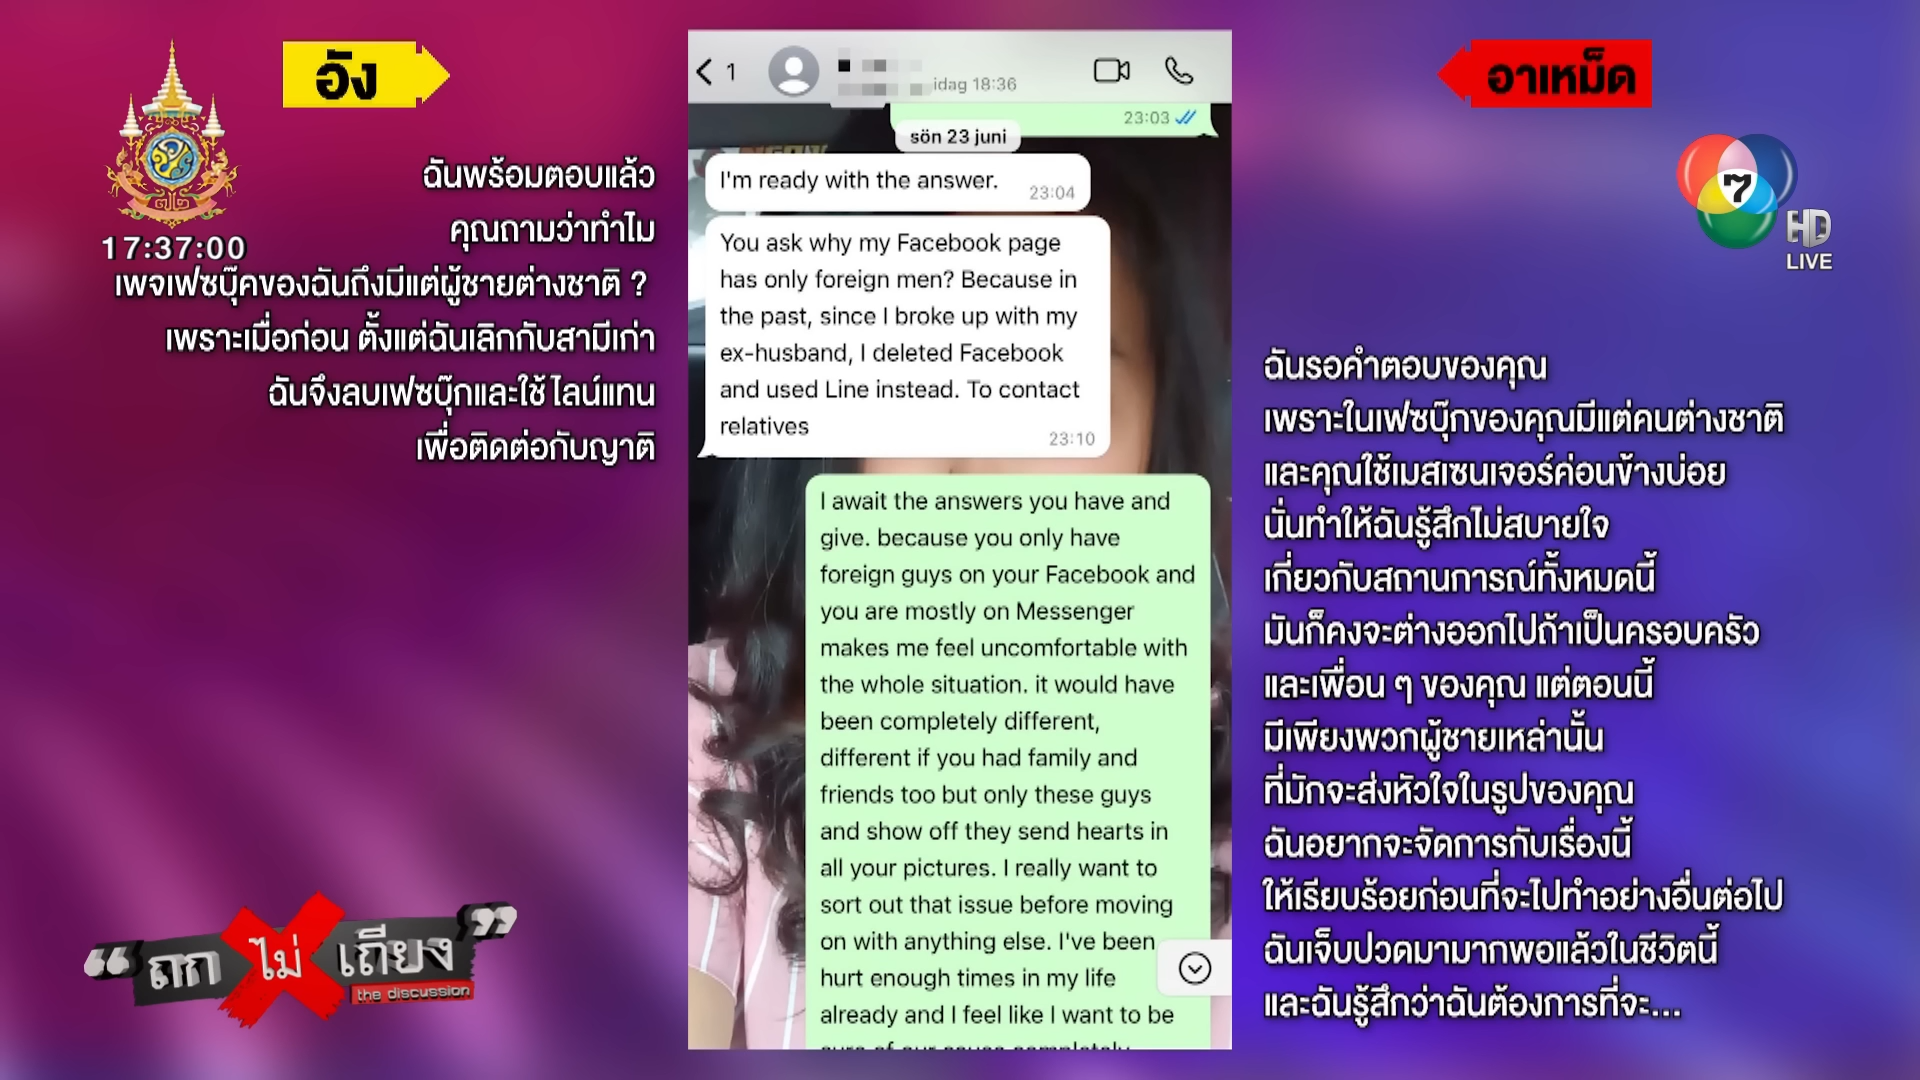 อัง
17:37:00
ฉันพร้อมตอบแล้ว
คุณถามว่าทำไม
เพจเฟซบุ๊คของฉันถึงมีแต่ผู้ชายต่างชาติ ?
เพราะเมื่อก่อน ตั้งแต่ฉันเลิกกับสามีเก่า
ฉันจึงลบเฟซบุ๊กและใช้ไลน์แทน
เพื่อติดต่อกับญาติ
“ถกไม่เถียง”
the discussion
1
idag 18:36
23:03
sön 23 juni
I'm ready with the answer.
23:04
You ask why my Facebook page
has only foreign men? Because in
the past, since I broke up with my
ex-husband, I deleted Facebook
and used Line instead. To contact
relatives
23:10
I await the answers you have and
give. because you only have
foreign guys on your Facebook and
you are mostly on Messenger
makes me feel uncomfortable with
the whole situation. it would have
been completely different,
different if you had family and
friends too but only these guys
and show off they send hearts in
all your pictures. I really want to
sort out that issue before moving
on with anything else. I've been
hurt enough times in my life
already and I feel like I want to be
อาเหม็ด
7
HD
LIVE
ฉันรอคำตอบของคุณ
เพราะในเฟซบุ๊กของคุณมีแต่คนต่างชาติ
และคุณใช้เมสเซนเจอร์ค่อนข้างบ่อย
นั่นทำให้ฉันรู้สึกไม่สบายใจ
เกี่ยวกับสถานการณ์ทั้งหมดนี้
มันก็คงจะต่างออกไปถ้าเป็นครอบครัว
และเพื่อน ๆ ของคุณ แต่ตอนนี้
มีเพียงพวกผู้ชายเหล่านั้น
ที่มักจะส่งหัวใจในรูปของคุณ
ฉันอยากจะจัดการกับเรื่องนี้
ให้เรียบร้อยก่อนที่จะไปทำอย่างอื่นต่อไป
ฉันเจ็บปวดมามากพอแล้วในชีวิตนี้
และฉันรู้สึกว่าฉันต้องการที่จะ...